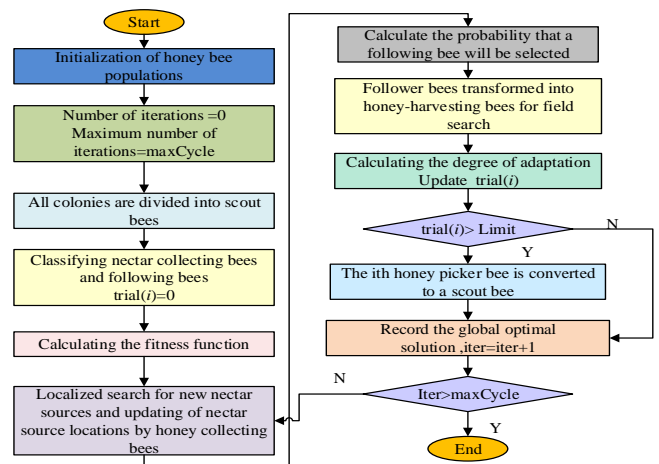 Start
Initialization of honey bee
populations
Number of iterations =0
Maximum number of
iterations=maxCycle
All colonies are divided into scout
bees
Classifying nectar collecting bees
and following bees
trial(i)=0
Calculating the fitness function
Localized search for new nectar
sources and updating of nectar
source locations by honey collecting
bees
Calculate the probability that a
following bee will be selected
Follower bees transformed into
honey-harvesting bees for field
search
Calculating the degree of adaptation
Update trial(i)
trial(i)> Limit
N
Y
The ith honey picker bee is converted
to a scout bee
Record the global optimal
solution ,iter=iter+1
N
Iter>maxCycle
Y
End